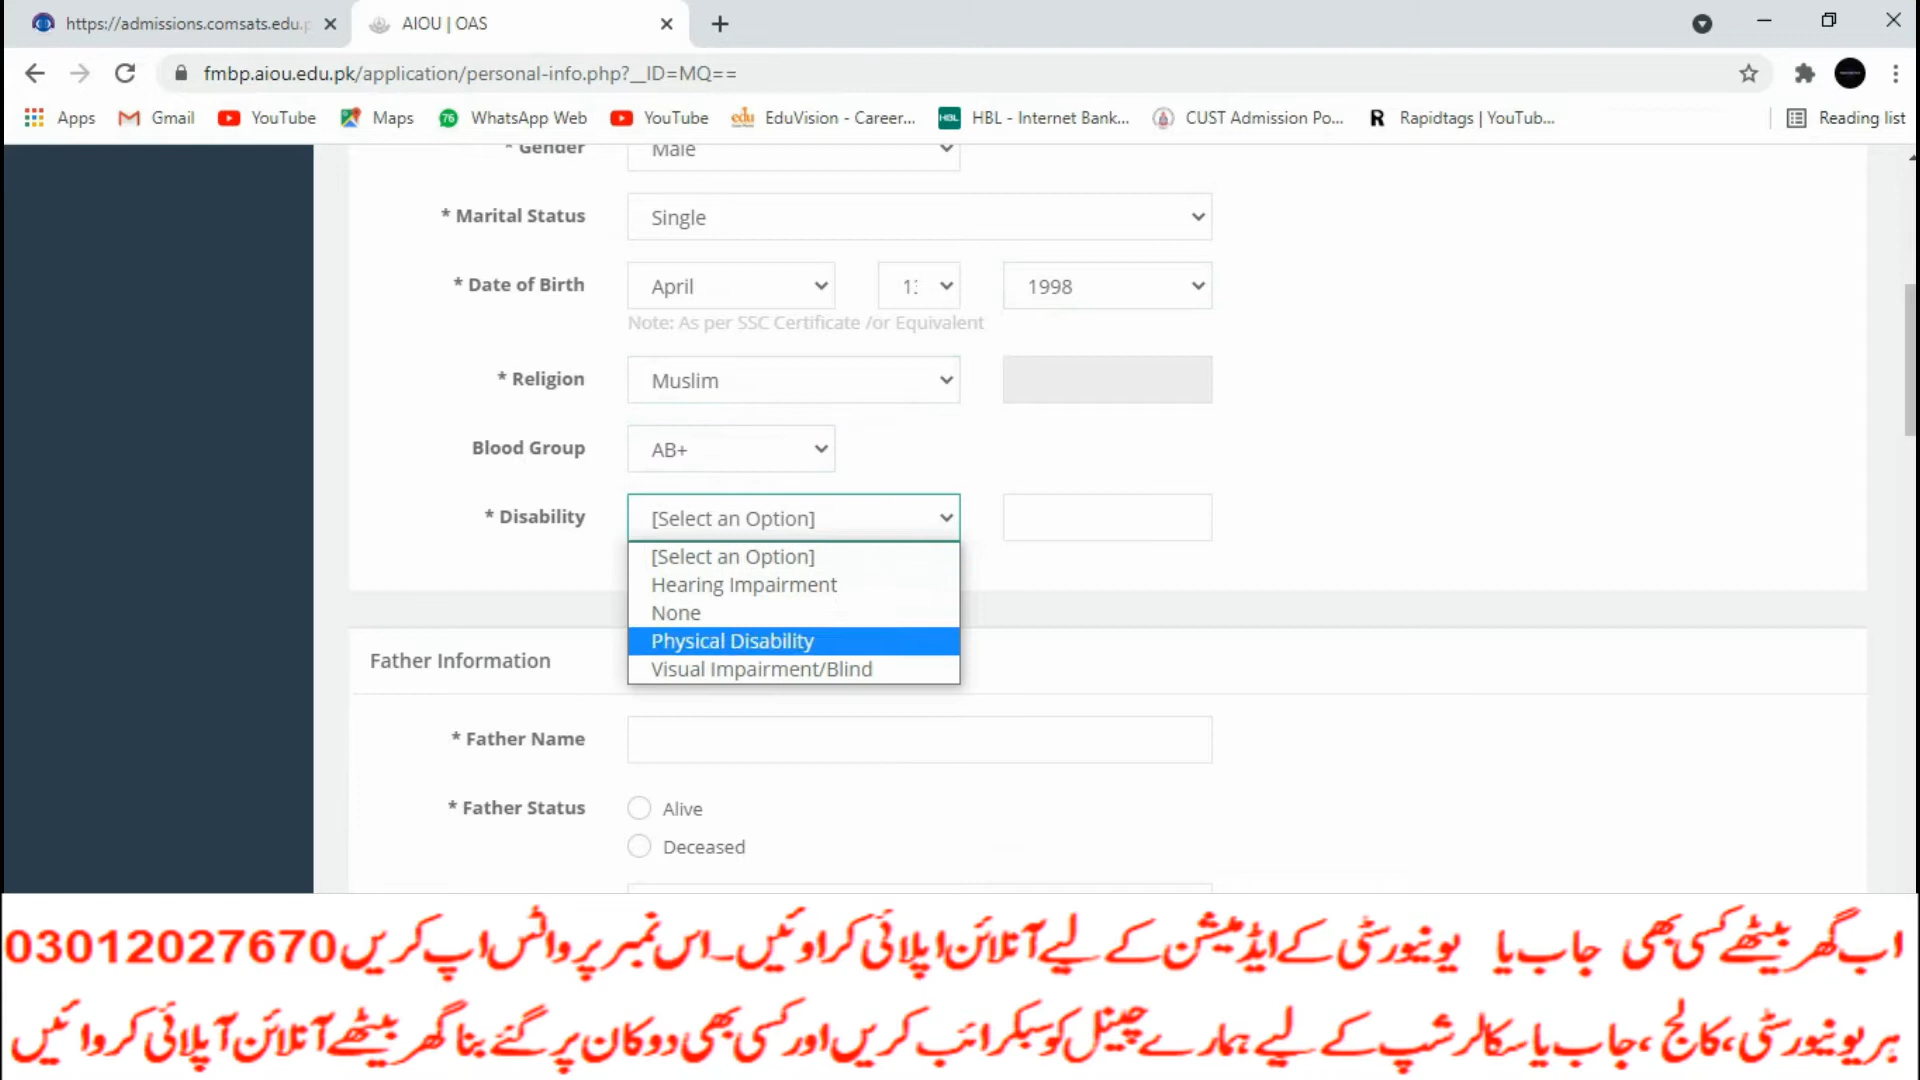 https://admissions.comsats.edu.p
AIOU | OAS
fmbp.aiou.edu.pk/application/personal-info.php?__ID=MQ==
Apps Gmail YouTube Maps WhatsApp Web YouTube EduVision - Career... HBL - Internet Bank... CUST Admission Po... Rapidtags | YouTub... Reading list
* Gender Male
* Marital Status Single
* Date of Birth April 1998
Note: As per SSC Certificate /or Equivalent
* Religion Muslim
Blood Group AB+
* Disability [Select an Option]
[Select an Option]
Hearing Impairment
None
Physical Disability
Visual Impairment/Blind
Father Information
* Father Name
* Father Status Alive
Deceased
اب گھر بیٹھے کسی بھی جاب یا یونیورسٹی کے ایڈمیشن کے لیے آنلائن اپلائی کراوئیں۔اس نمبر پر واٹس اپ کریں 03012027670
ہر یونیورسٹی، کالج ،جاب یا سکالر شپ کے لیے ہمارے چینل کو سبکرائب کریں اور کسی بھی دوکان پر گئے بنا گھر بیٹھے آنلائن آپلائی کروائیں